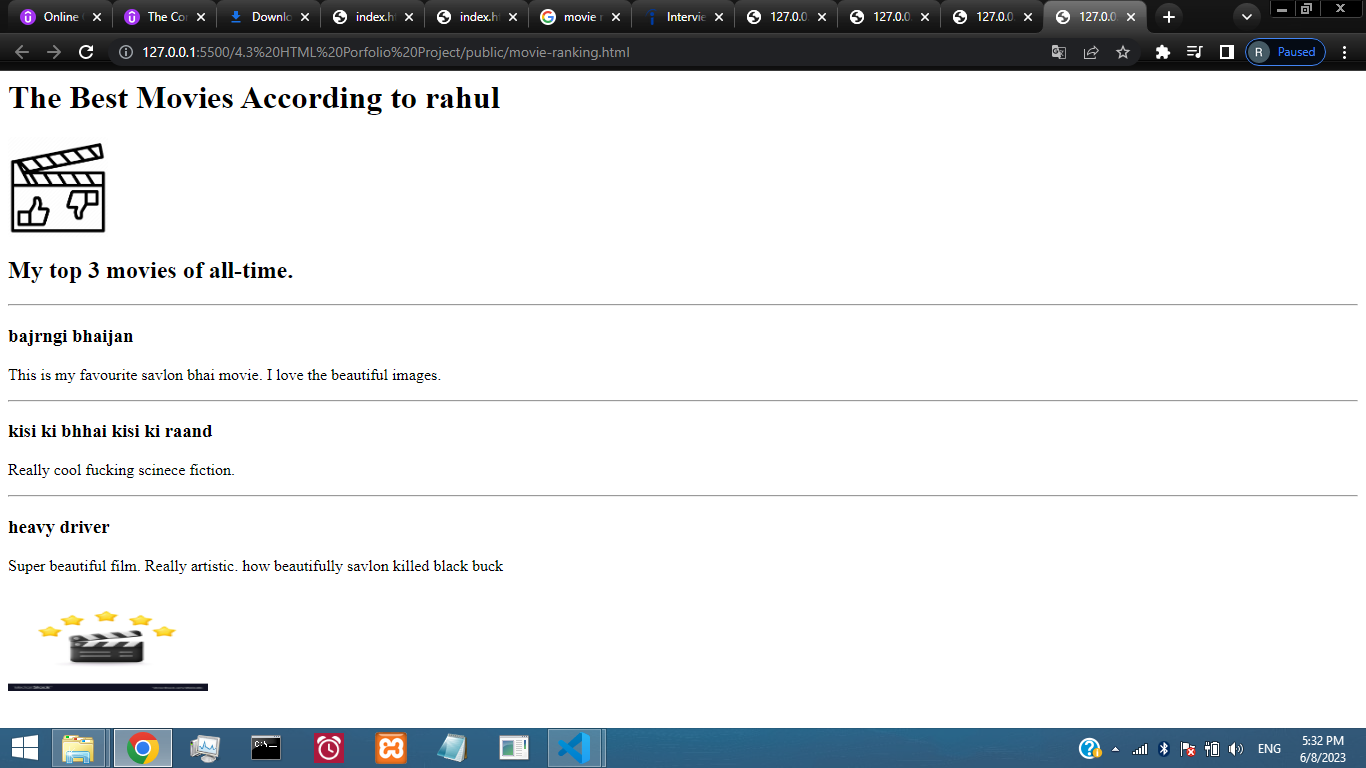 Online
The Co
Downlo
index.ht
index.ht
movie r
Intervie
127.0.0.
127.0.0.
127.0.0.
127.0.0
127.0.0.1:5500/4.3%20HTML%20Porfolio%20Project/public/movie-ranking.html
R Paused
The Best Movies According to rahul
My top 3 movies of all-time.
bajrngi bhaijan
This is my favourite savlon bhai movie. I love the beautiful images.
kisi ki bhhai kisi ki raand
Really cool fucking scinece fiction.
heavy driver
Super beautiful film. Really artistic. how beautifully savlon killed black buck
ENG
5:32 PM
6/8/2023